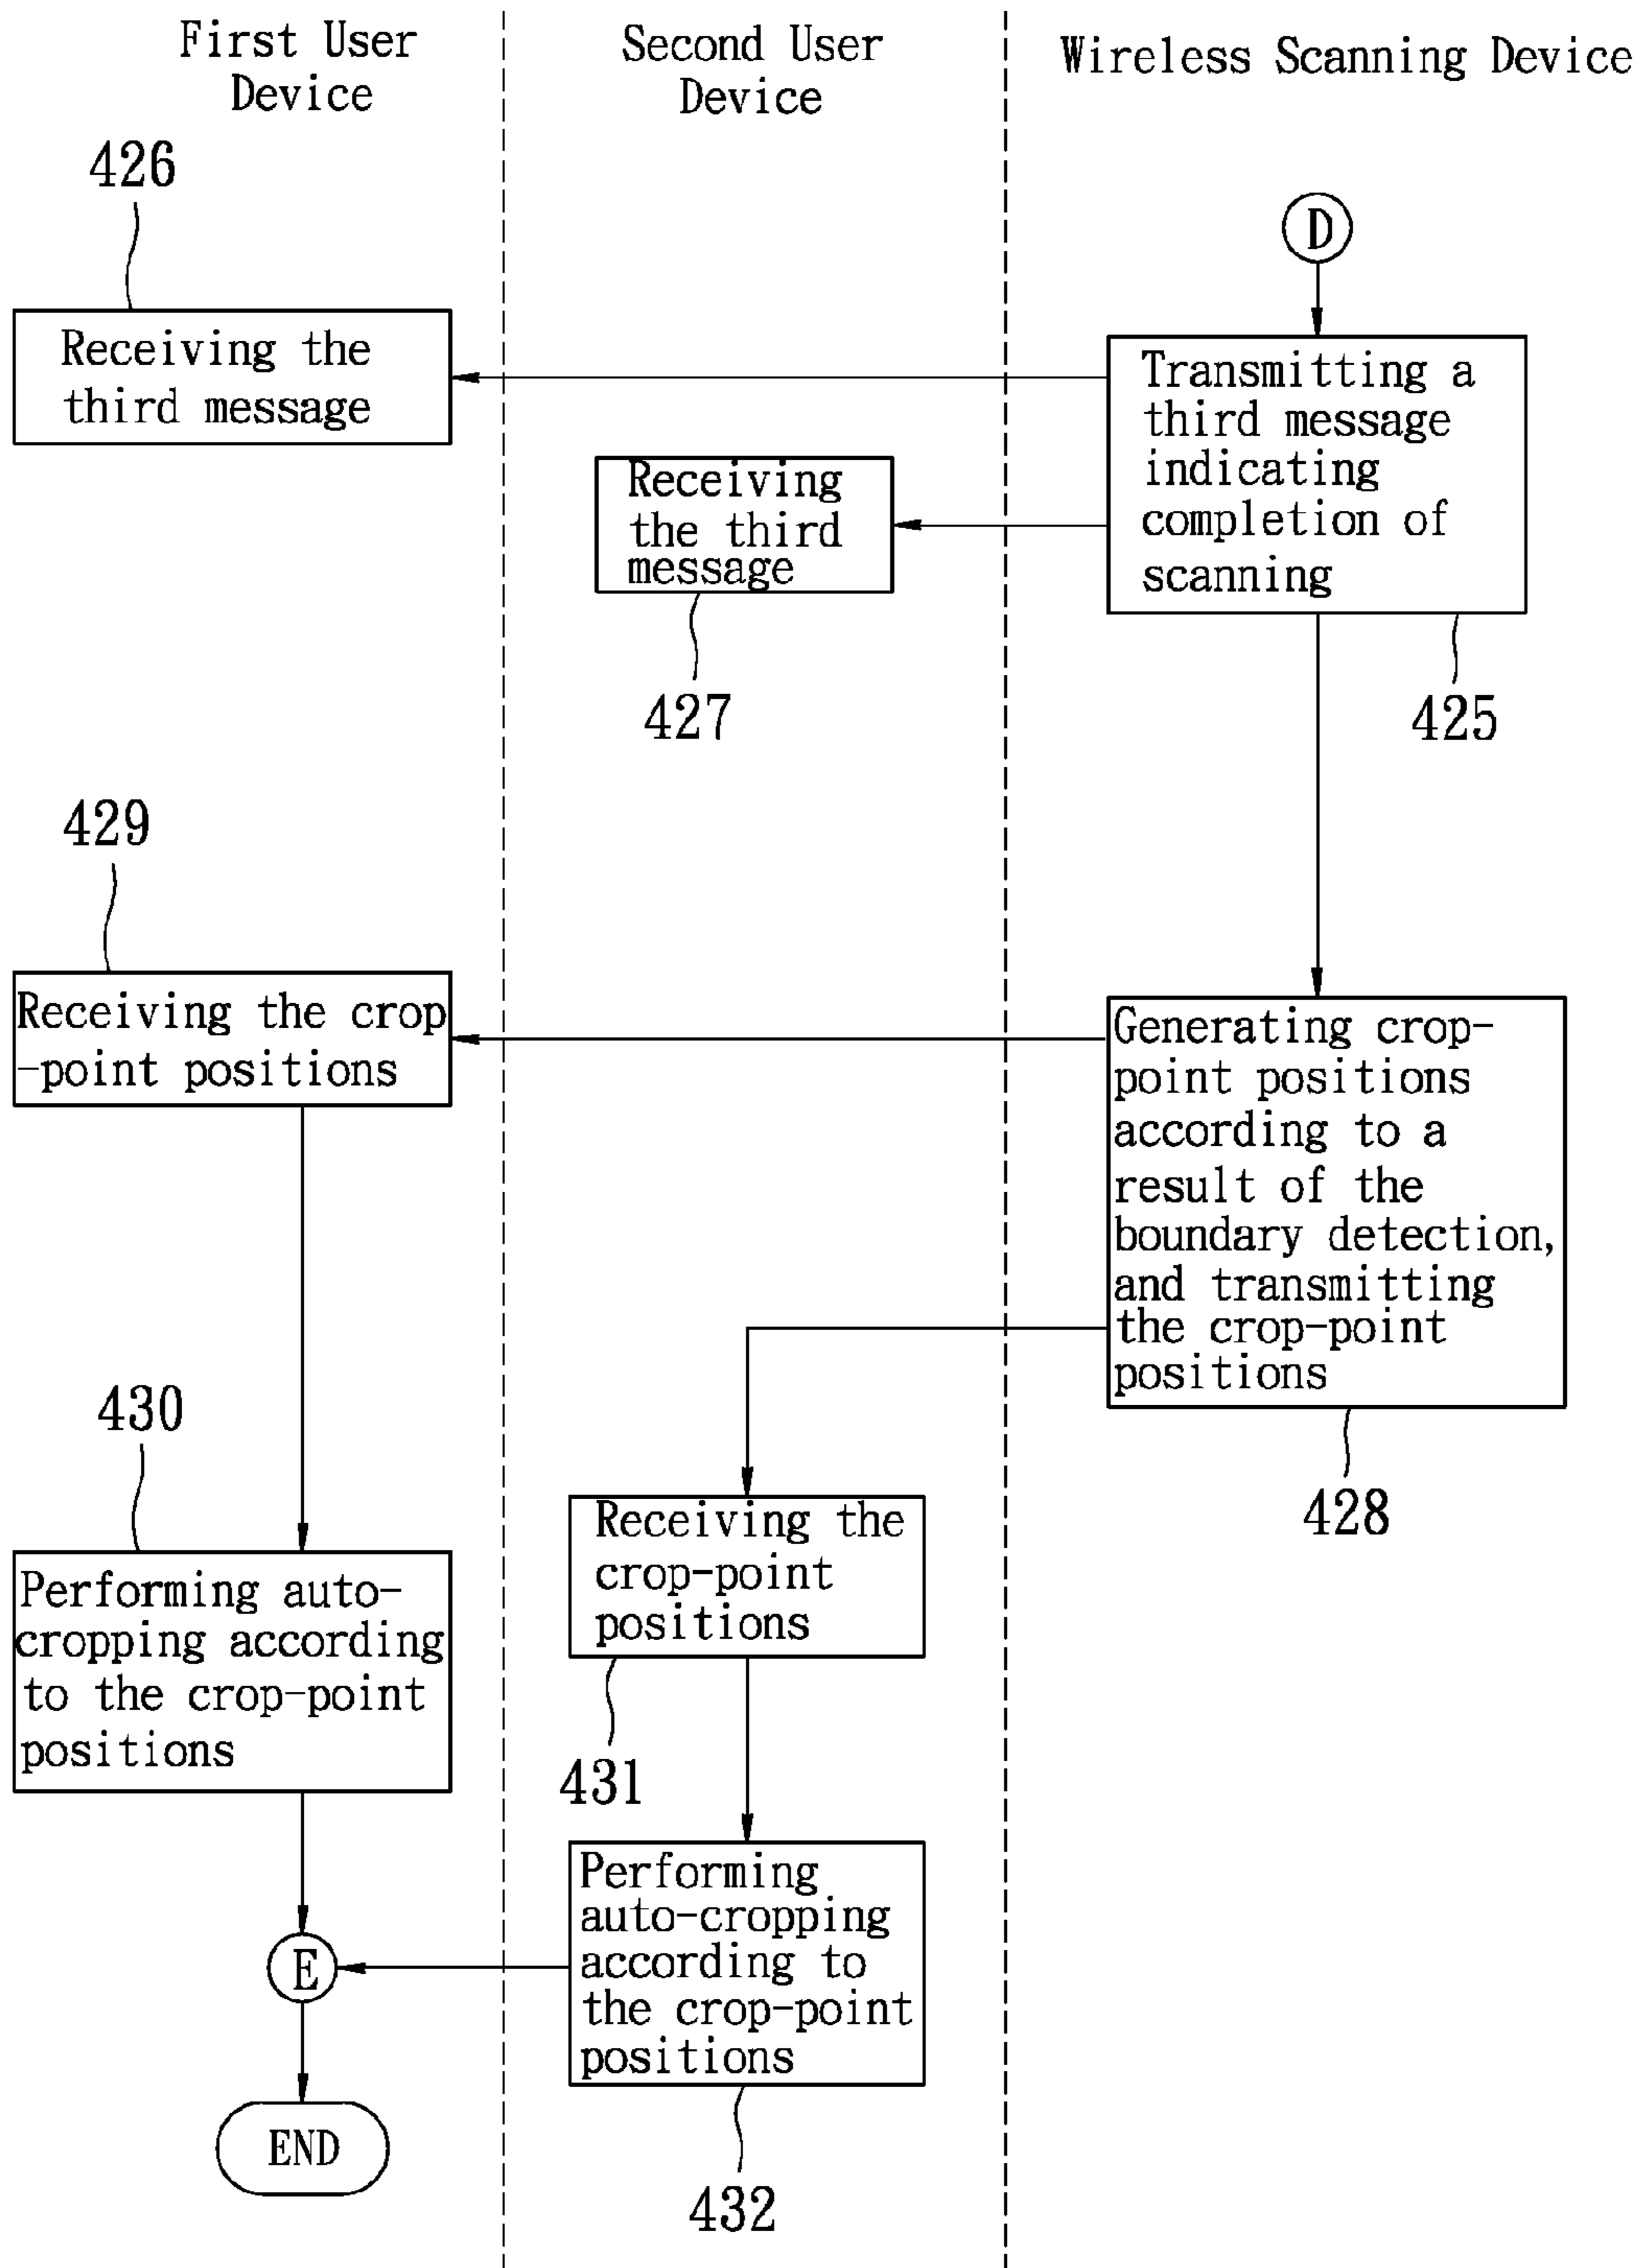 First User
Device
Second User
Device
Wireless Scanning Device
426
D
Receiving the
third message
Transmitting a
third message
indicating
completion of
scanning
Receiving
the third
message
427
425
429
Receiving the crop
-point positions
Generating crop-
point positions
according to a
result of the
boundary detection,
and transmitting
the crop-point
positions
430
428
Receiving the
crop-point
positions
Performing auto-
cropping according
to the crop-point
positions
431
Performing
auto-cropping
according to
the crop-point
positions
E
END
432